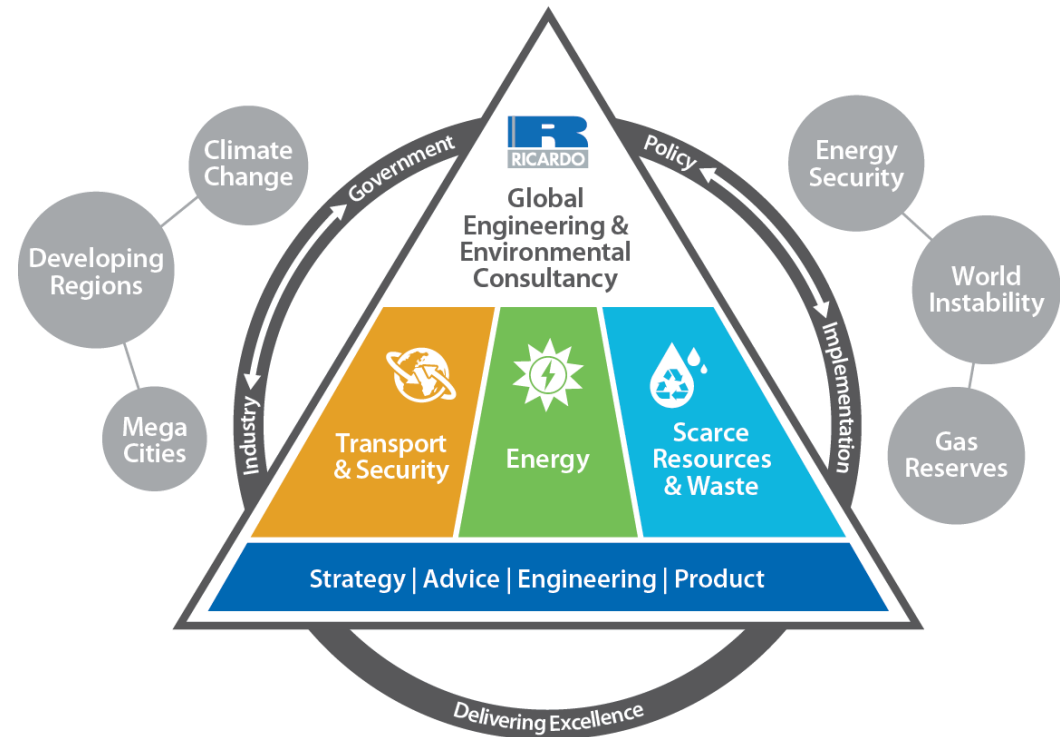 Climate
Change
Developing
Regions
Mega
Cities
Industry
Government
R
RICARDO
Global
Engineering &
Environmental
Consultancy
Transport
& Security
Energy
Scarce
Resources
& Waste
Strategy | Advice | Engineering | Product
Delivering Excellence
Policy
Implementation
Energy
Security
World
Instability
Gas
Reserves